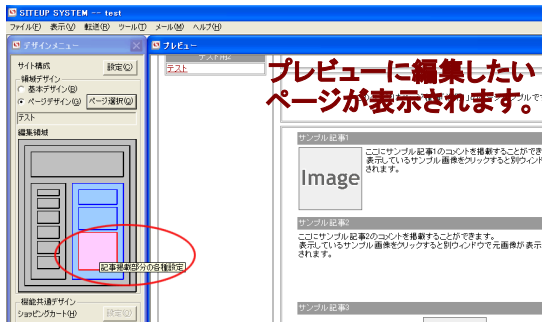 SITEUP SYSTEM -- test
ファイル(F) 表示(V) 転送(R) ツール(T) メール(M) ヘルプ(H)
デザインメニュー
サイト構成 設定(C)
領域デザイン
基本デザイン(B)
ページデザイン(G) ページ選択(D)
テスト
編集領域
記事掲載部分の各種設定
機能共通デザイン
ショッピングカート(H) 設定(O)
プレビュー
テスト用2
テスト
プレビューに編集したい
ページが表示されます。
サンプル記事1
Image
ここにサンプル記事1のコメントを掲載することができ
表示しているサンプル画像をクリックすると別ウィンド
されます。
サンプル記事2
ここにサンプル記事2のコメントを掲載することができます。
表示しているサンプル画像をクリックすると別ウィンドウで元画像が表示
されます。
サンプル記事3